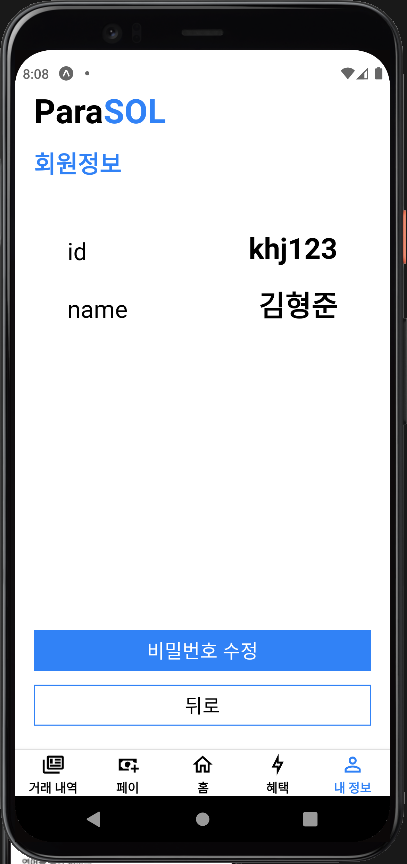 8:08
ParaSOL
회원정보
id khj123
name 김형준
비밀번호 수정
뒤로
거래 내역 페이 홈 혜택 내 정보